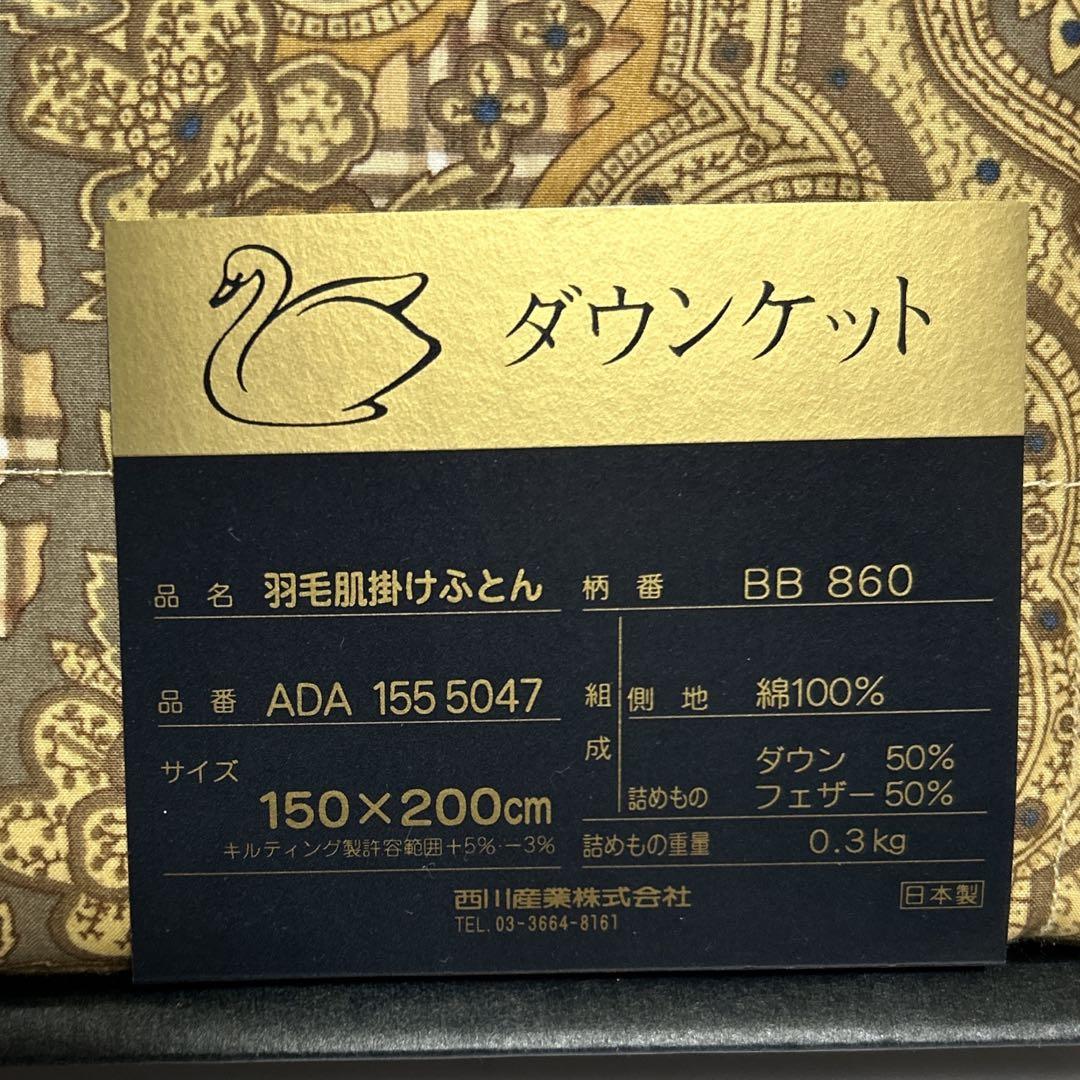 ダウンケット
品名 羽毛肌掛けふとん
柄番 BB 860
品番 ADA 155 5047
組成
側地 綿100%
サイズ
150×200cm
キルティング製許容範囲+5%·−3%
詰めもの ダウン 50%
フェザー 50%
詰めもの重量 0.3kg
西川産業株式会社
TEL. 03-3664-8161
日本製